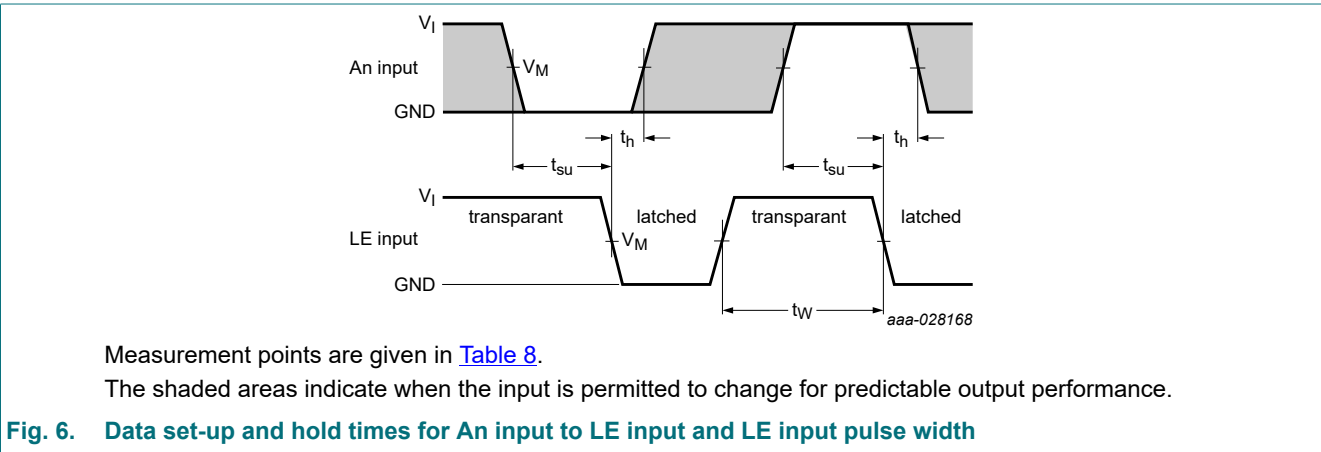 V_I
An input
V_M
GND
t_h
t_h
t_su
t_su
V_I
transparant
latched
transparant
latched
LE input
V_M
GND
t_W
aaa-028168
Measurement points are given in Table 8.
The shaded areas indicate when the input is permitted to change for predictable output performance.
Fig. 6. Data set-up and hold times for An input to LE input and LE input pulse width